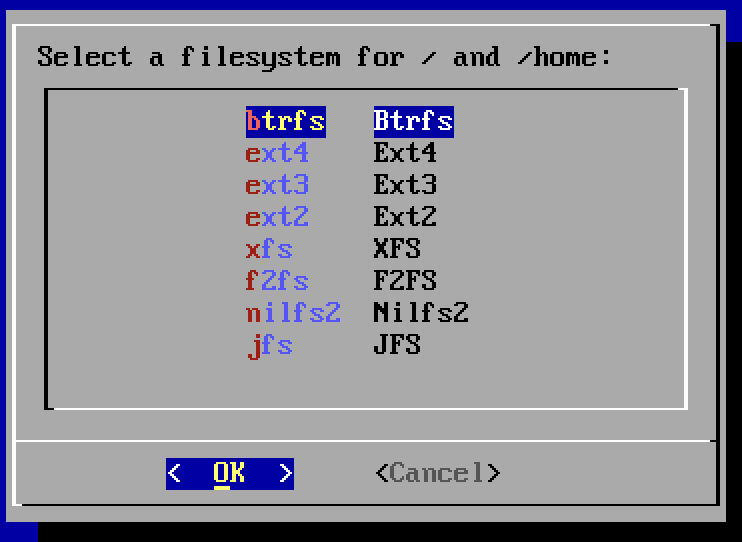 Select a filesystem for / and /home:
btrfs Btrfs
ext4 Ext4
ext3 Ext3
ext2 Ext2
xfs XFS
f2fs F2FS
nilfs2 Nilfs2
jfs JFS
< OK > <Cancel>